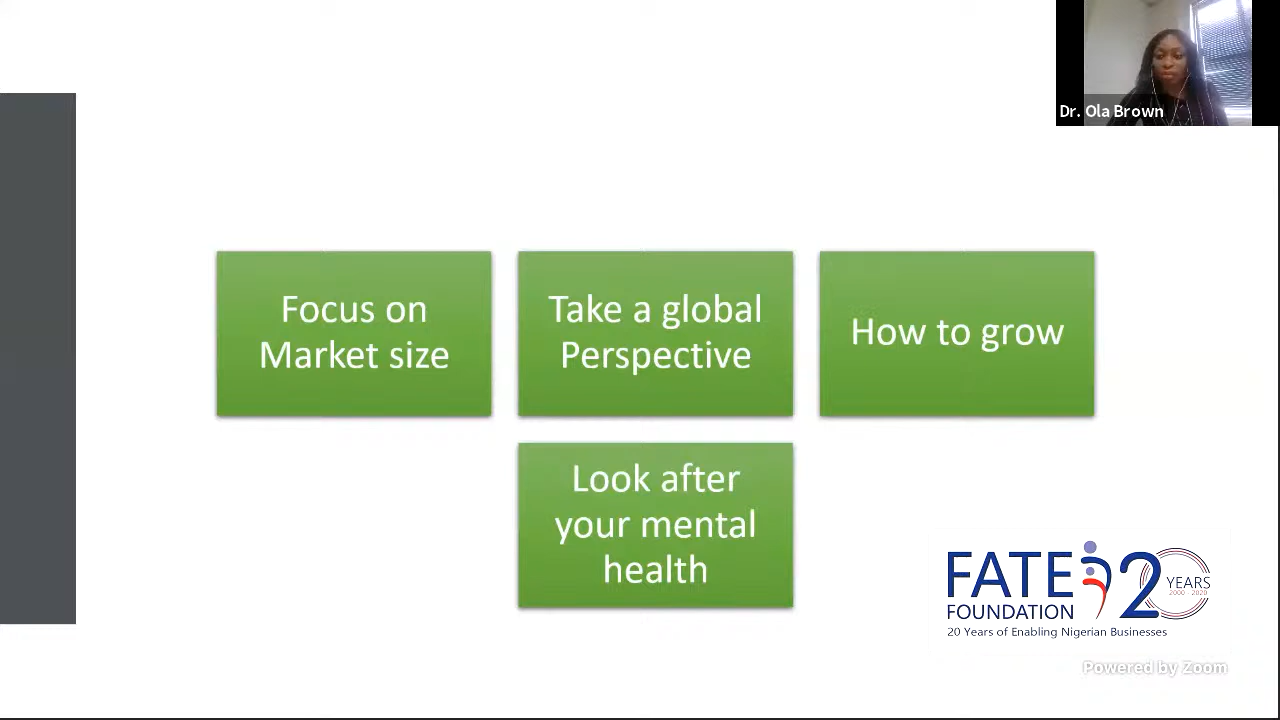 Dr. Ola Brown
Focus on
Market size
Take a global
Perspective
How to grow
Look after
your mental
health
FATE 20 YEARS
2000 - 2020
FOUNDATION
20 Years of Enabling Nigerian Businesses
Powered by Zoom